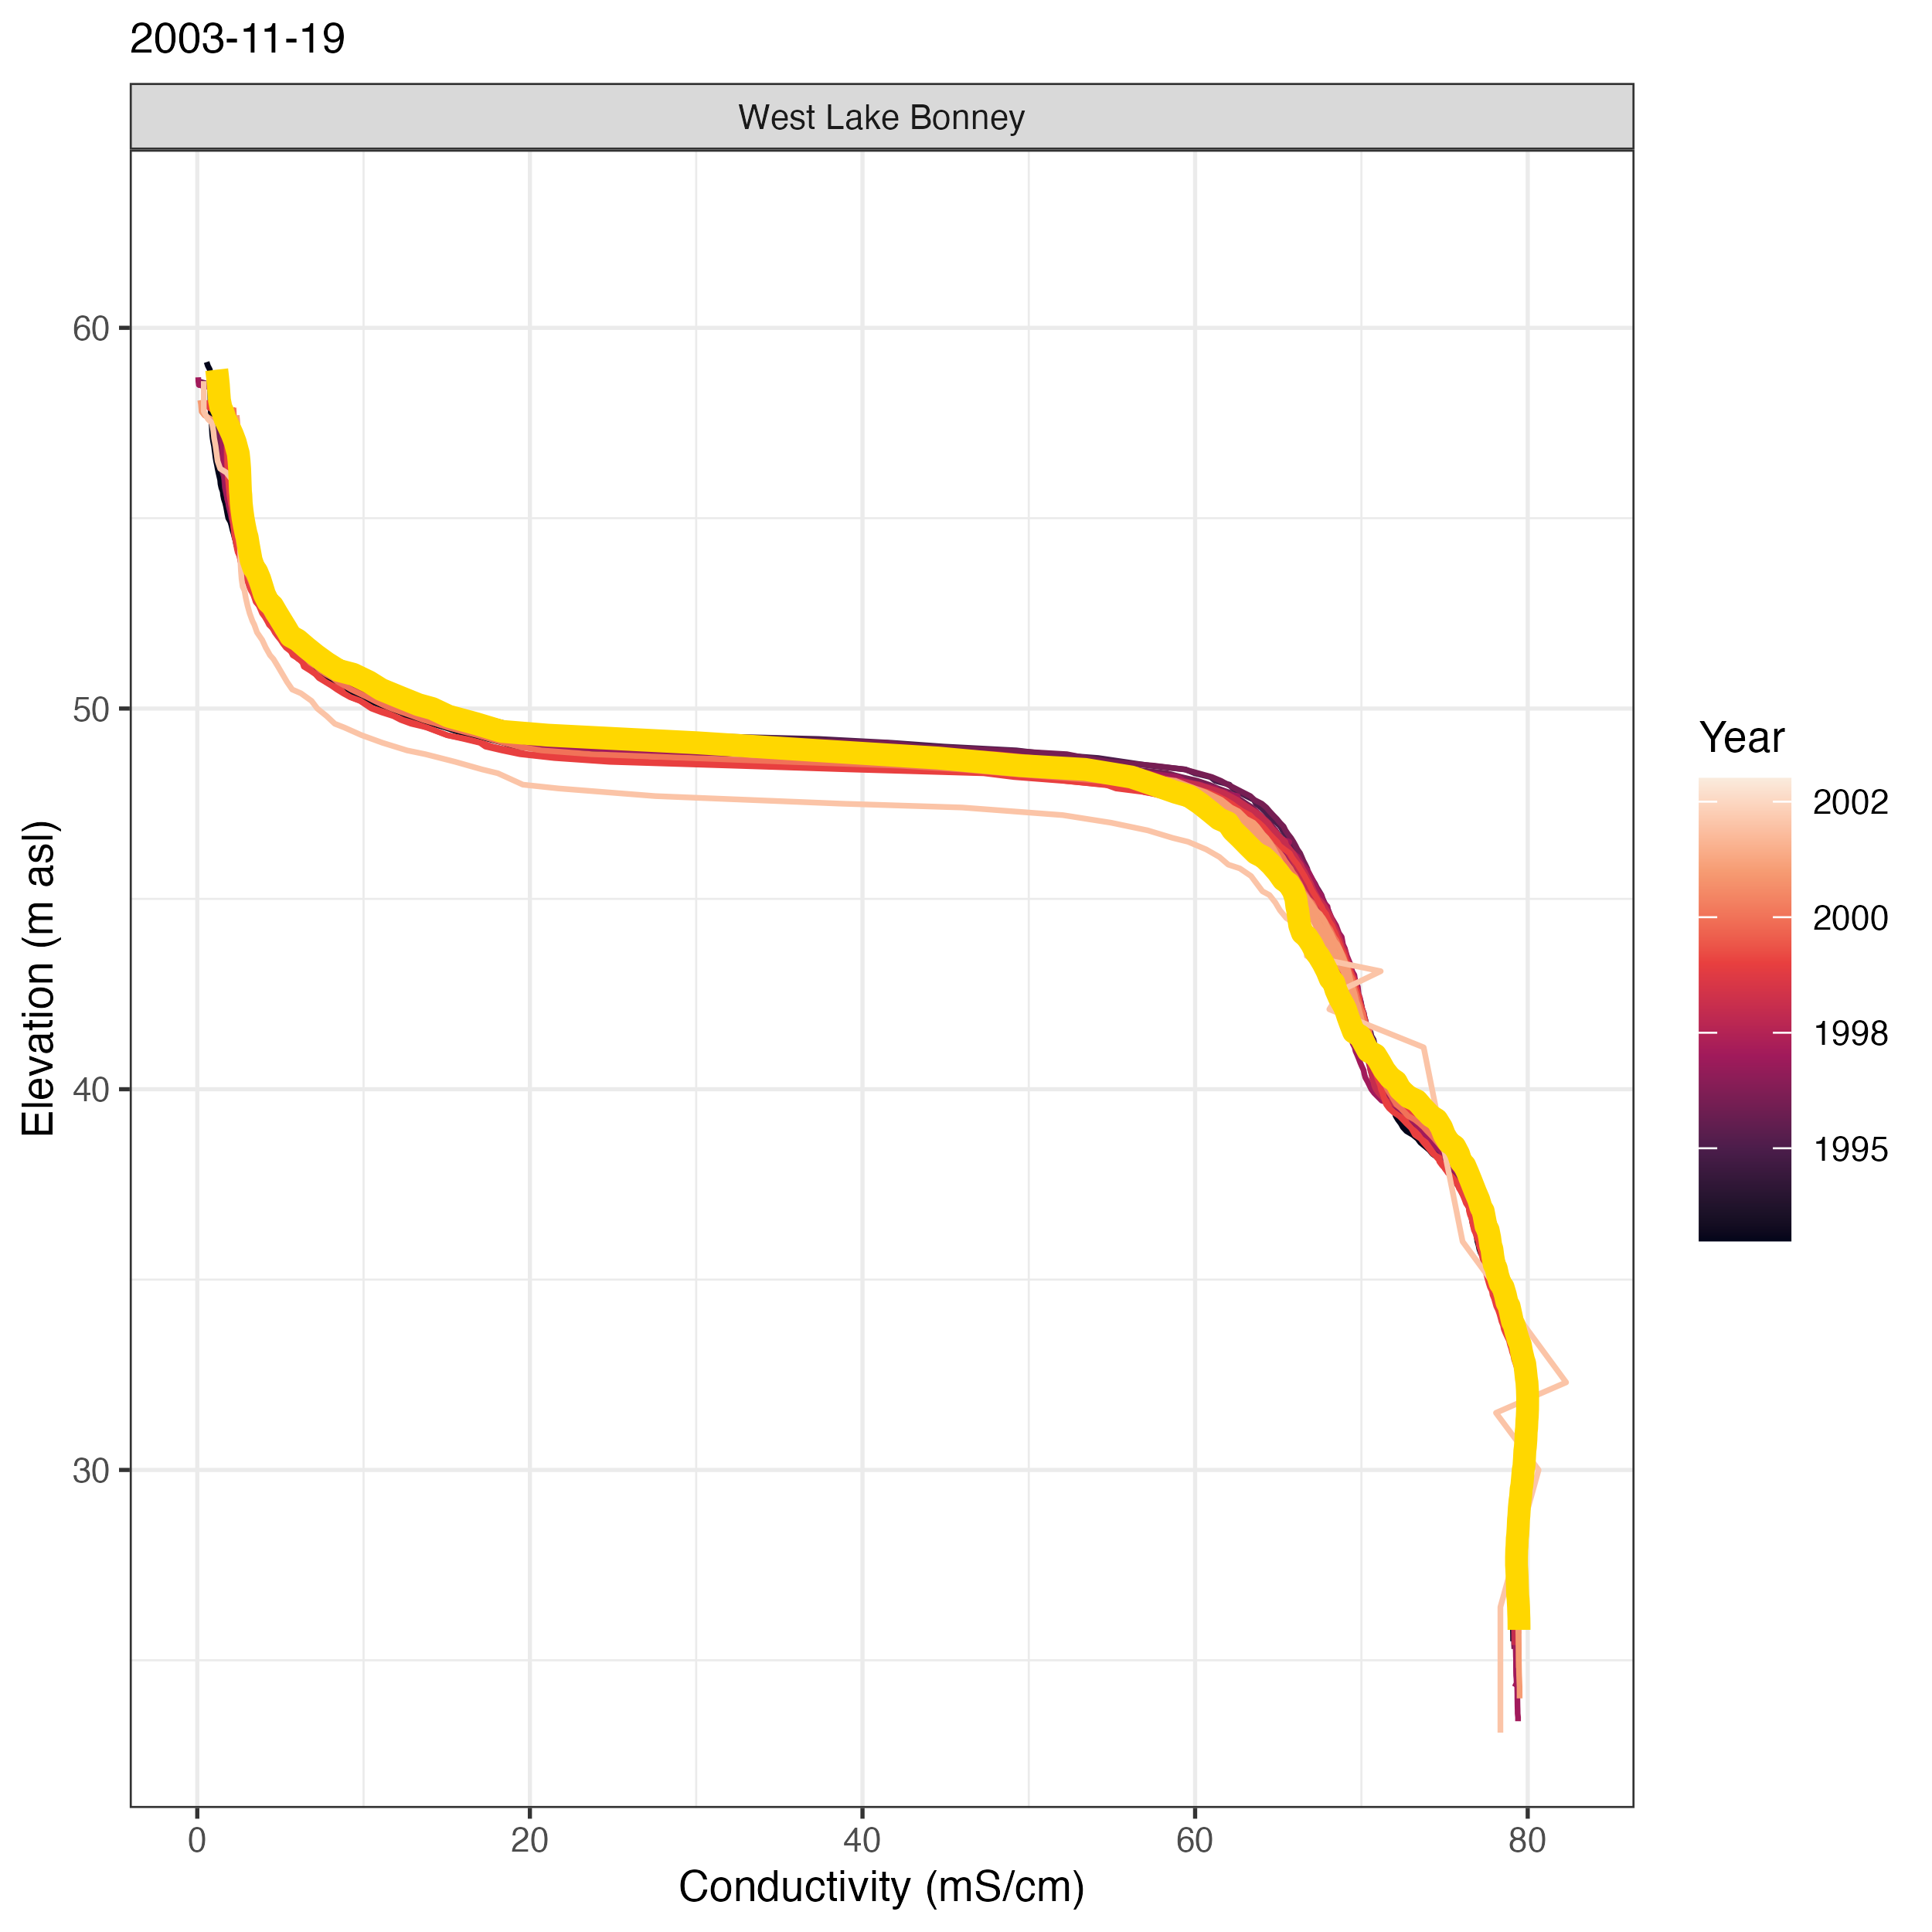 2003-11-19
West Lake Bonney
60
50
40
30
Elevation (m asl)
0 20 40 60 80
Conductivity (mS/cm)
Year
2002
2000
1998
1995